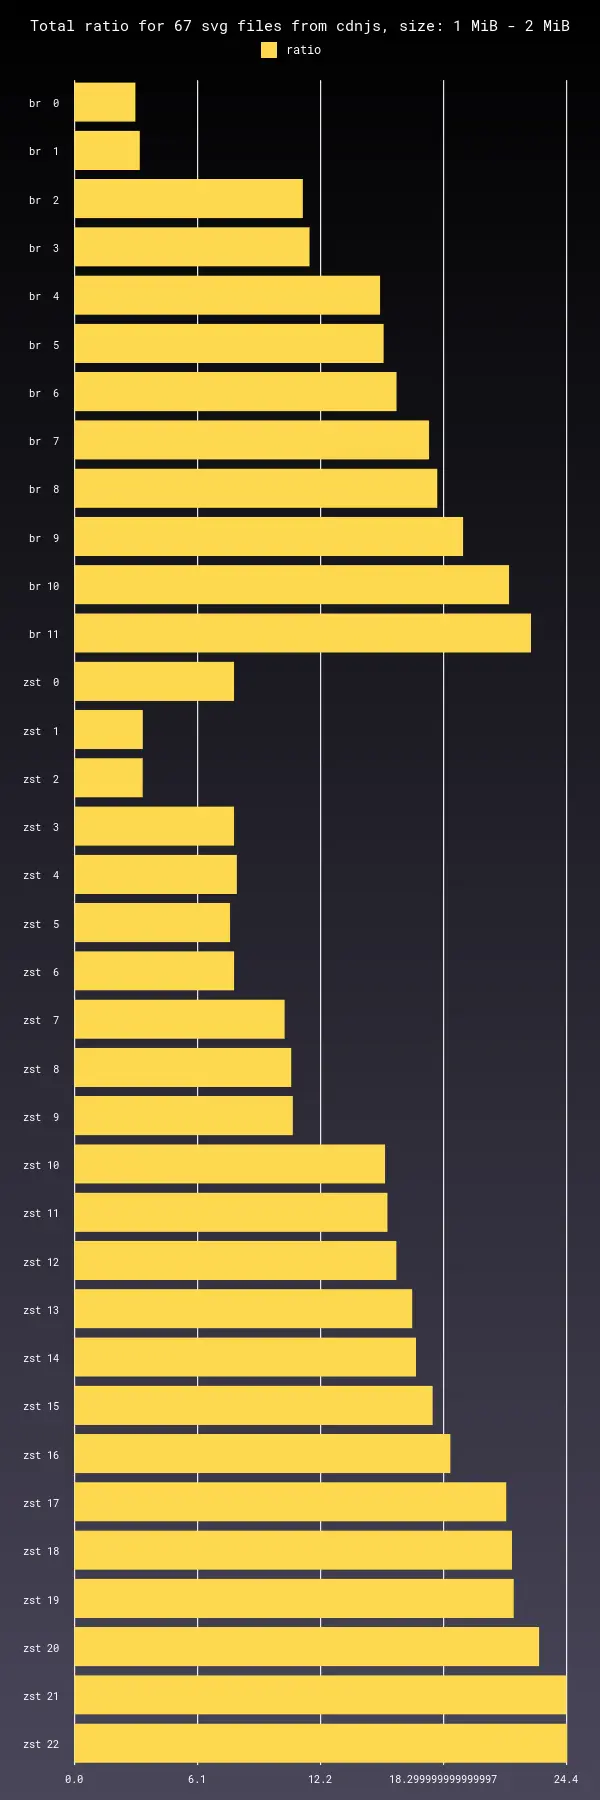 Total ratio for 67 svg files from cdnjs, size: 1 MiB - 2 MiB
ratio
br  0
br  1
br  2
br  3
br  4
br  5
br  6
br  7
br  8
br  9
br 10
br 11
zst  0
zst  1
zst  2
zst  3
zst  4
zst  5
zst  6
zst  7
zst  8
zst  9
zst 10
zst 11
zst 12
zst 13
zst 14
zst 15
zst 16
zst 17
zst 18
zst 19
zst 20
zst 21
zst 22
0.0 6.1 12.2 18.299999999999997 24.4